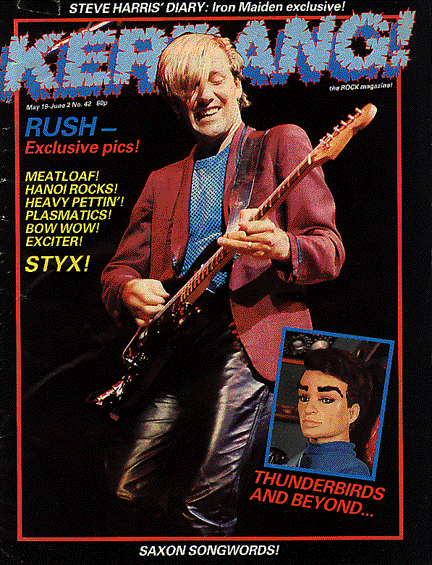 STEVE HARRIS' DIARY: Iron Maiden exclusive!
KERRANG!
the ROCK magazine!
May 19-June 2 No. 42 60p
RUSH –
Exclusive pics!
MEATLOAF!
HANOI ROCKS!
HEAVY PETTIN'!
PLASMATICS!
BOW WOW!
EXCITER!
STYX!
THUNDERBIRDS
AND BEYOND...
SAXON SONGWORDS!